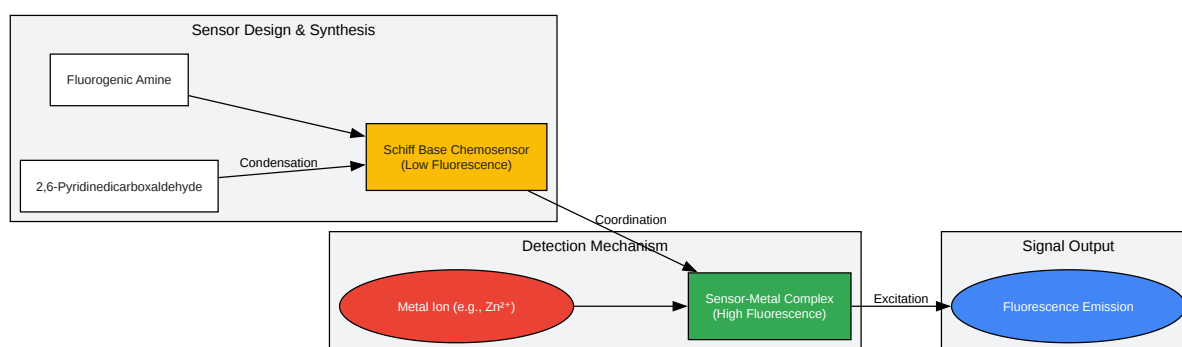 Sensor Design & Synthesis
Fluorogenic Amine
2,6-Pyridinedicarboxaldehyde
Condensation
Schiff Base Chemosensor
(Low Fluorescence)
Coordination
Detection Mechanism
Metal Ion (e.g., Zn²⁺)
Sensor-Metal Complex
(High Fluorescence)
Excitation
Signal Output
Fluorescence Emission